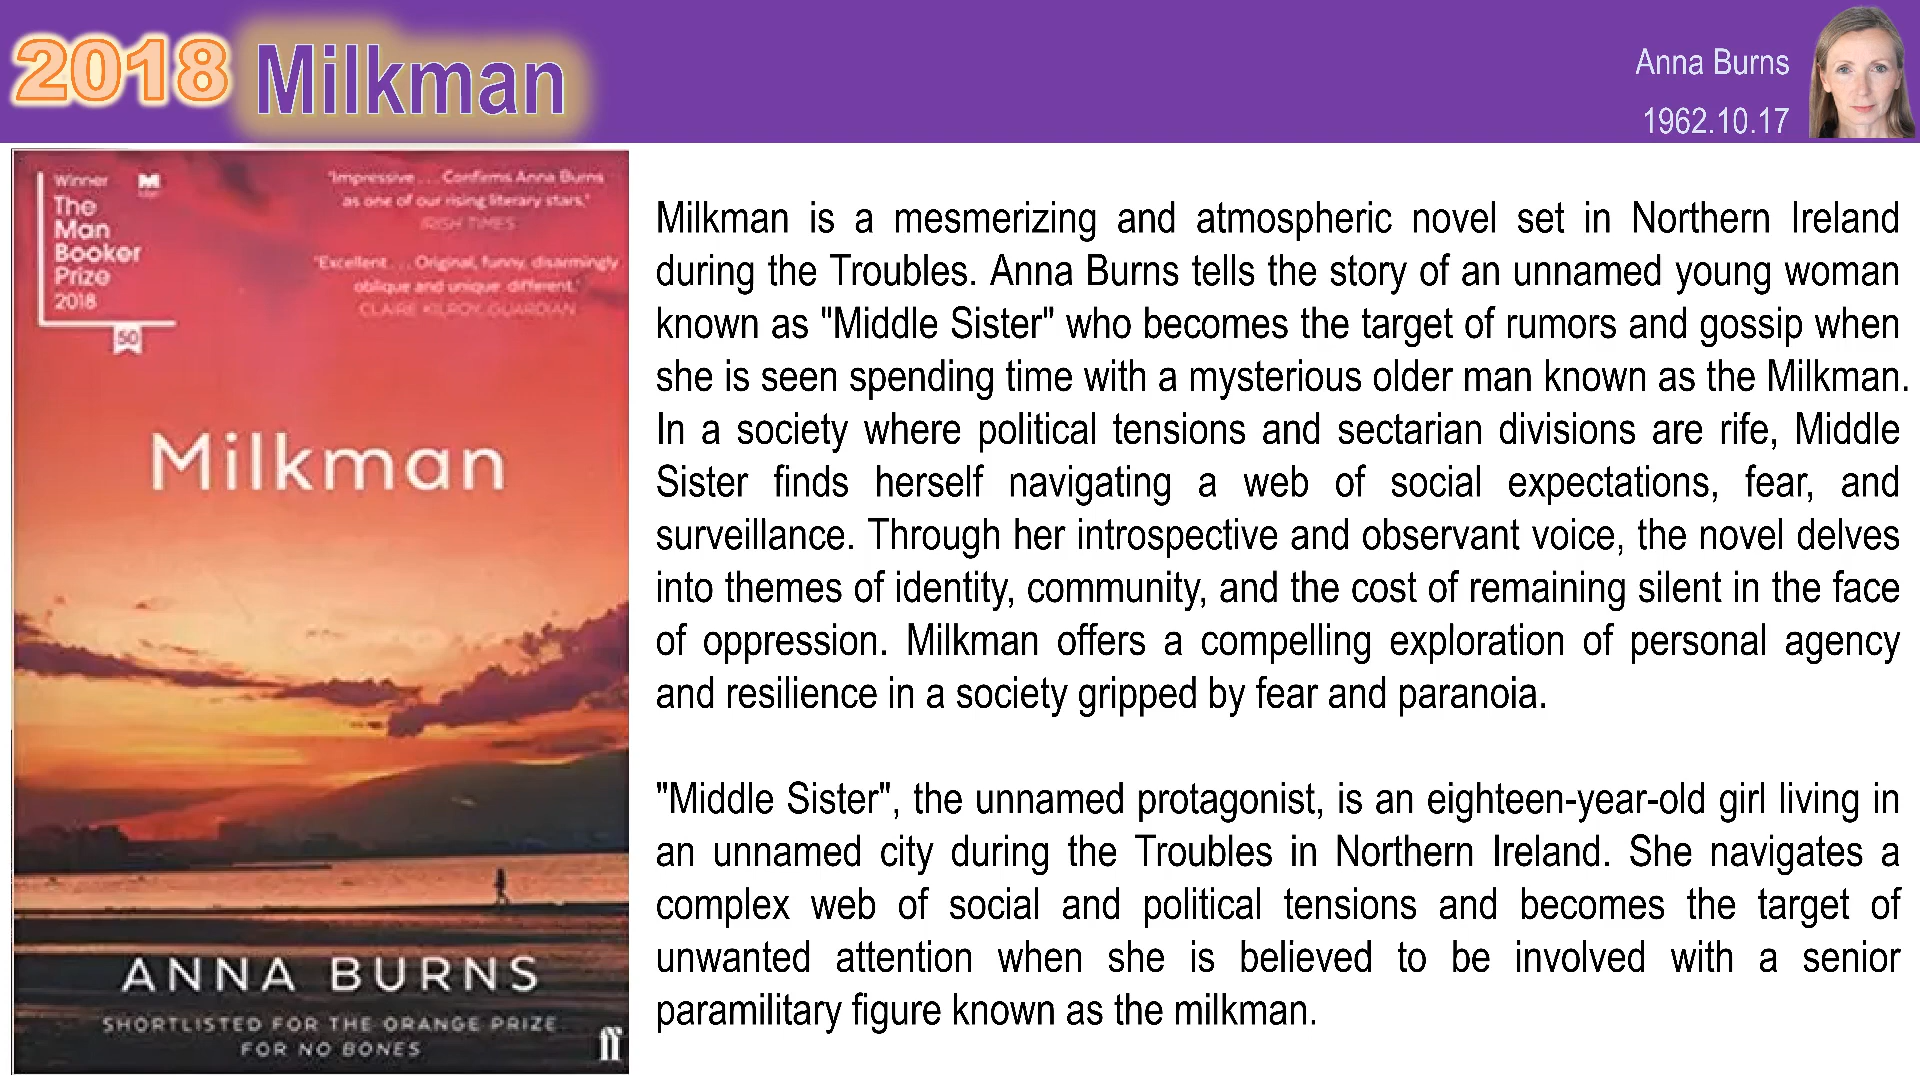 2018 Milkman
Anna Burns
1962.10.17
Winner
The
Man
Booker
Prize
2018
50
"Impressive . . . Confirms Anna Burns
as one of our rising literary stars."
IRISH TIMES
"Excellent . . . Original, funny, disarmingly
oblique and unique different."
CLAIRE KILROY, GUARDIAN
Milkman
ANNA BURNS
SHORTLISTED FOR THE ORANGE PRIZE
FOR NO BONES
ff
Milkman is a mesmerizing and atmospheric novel set in Northern Ireland
during the Troubles. Anna Burns tells the story of an unnamed young woman
known as "Middle Sister" who becomes the target of rumors and gossip when
she is seen spending time with a mysterious older man known as the Milkman.
In a society where political tensions and sectarian divisions are rife, Middle
Sister finds herself navigating a web of social expectations, fear, and
surveillance. Through her introspective and observant voice, the novel delves
into themes of identity, community, and the cost of remaining silent in the face
of oppression. Milkman offers a compelling exploration of personal agency
and resilience in a society gripped by fear and paranoia.
"Middle Sister", the unnamed protagonist, is an eighteen-year-old girl living in
an unnamed city during the Troubles in Northern Ireland. She navigates a
complex web of social and political tensions and becomes the target of
unwanted attention when she is believed to be involved with a senior
paramilitary figure known as the milkman.